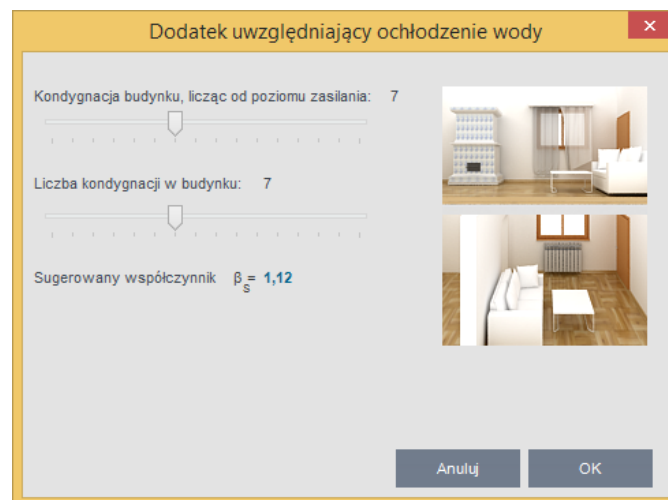 Dodatek uwzględniający ochłodzenie wody
Kondygnacja budynku, licząc od poziomu zasilania: 7
Liczba kondygnacji w budynku: 7
Sugerowany współczynnik βs = 1,12
Anuluj OK